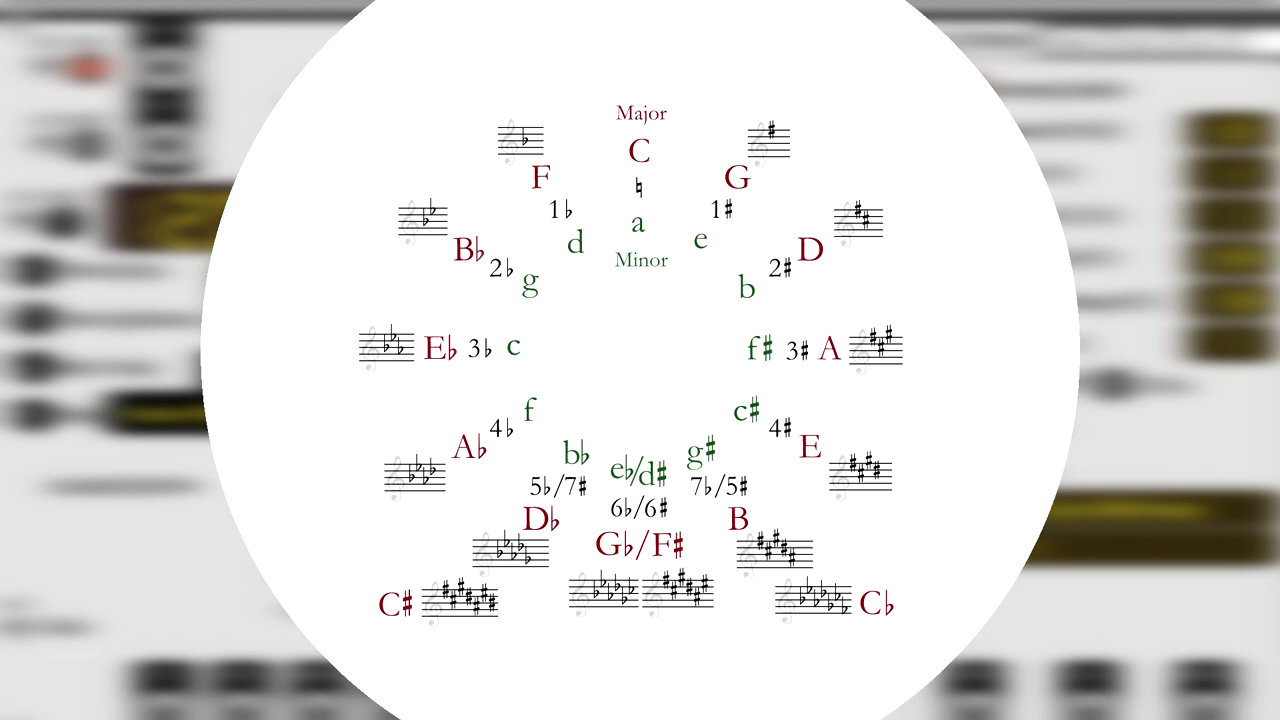 Major
C
F
G
♮
1♭
1♯
a
d
e
Minor
B♭
D
2♭
2♯
g
b
E♭ 3♭ c
f♯ 3♯ A
f
c♯
4♭
4♯
A♭
E
b♭
g♯
e♭/d♯
5♭/7♯
7♭/5♯
6♭/6♯
D♭
B
G♭/F♯
C♯
C♭